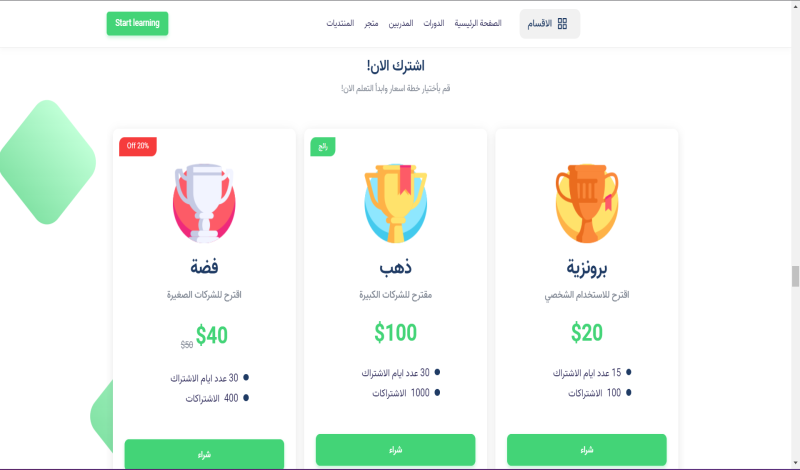 الاقسام
الصفحة الرئيسية
الدورات
المدربين
متجر
المنتديات
Start learning
اشترك الان!
قم بأختيار خطة اسعار وابدأ التعلم الان!
برونزية
اقترح للاستخدام الشخصي
$20
15 عدد ايام الاشتراك
100 الاشتراكات
شراء
رائج
ذهب
مقترح للشركات الكبيرة
$100
30 عدد ايام الاشتراك
1000 الاشتراكات
شراء
Off 20%
فضة
اقترح للشركات الصغيرة
$40 $50
30 عدد ايام الاشتراك
400 الاشتراكات
شراء